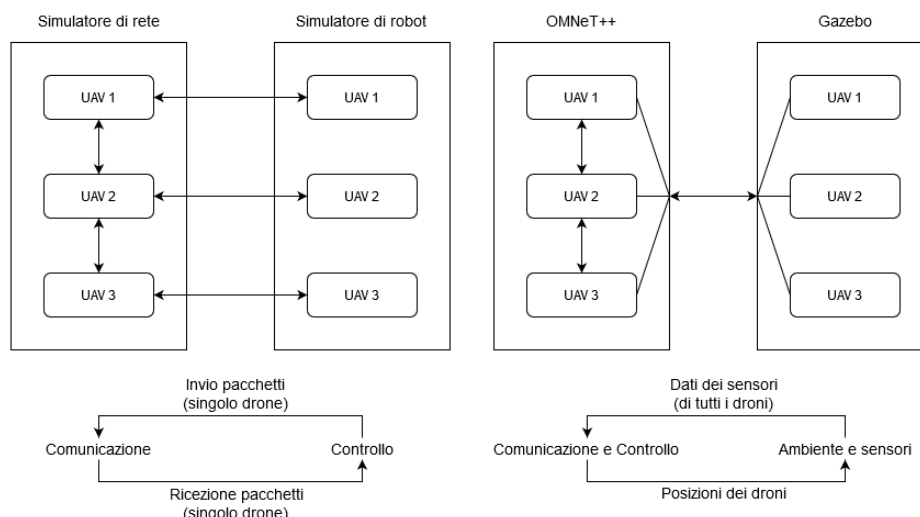 Simulatore di rete
Simulatore di robot
OMNeT++
Gazebo
UAV 1
UAV 1
UAV 1
UAV 1
UAV 2
UAV 2
UAV 2
UAV 2
UAV 3
UAV 3
UAV 3
UAV 3
Invio pacchetti
(singolo drone)
Comunicazione
Controllo
Ricezione pacchetti
(singolo drone)
Dati dei sensori
(di tutti i droni)
Comunicazione e Controllo
Ambiente e sensori
Posizioni dei droni